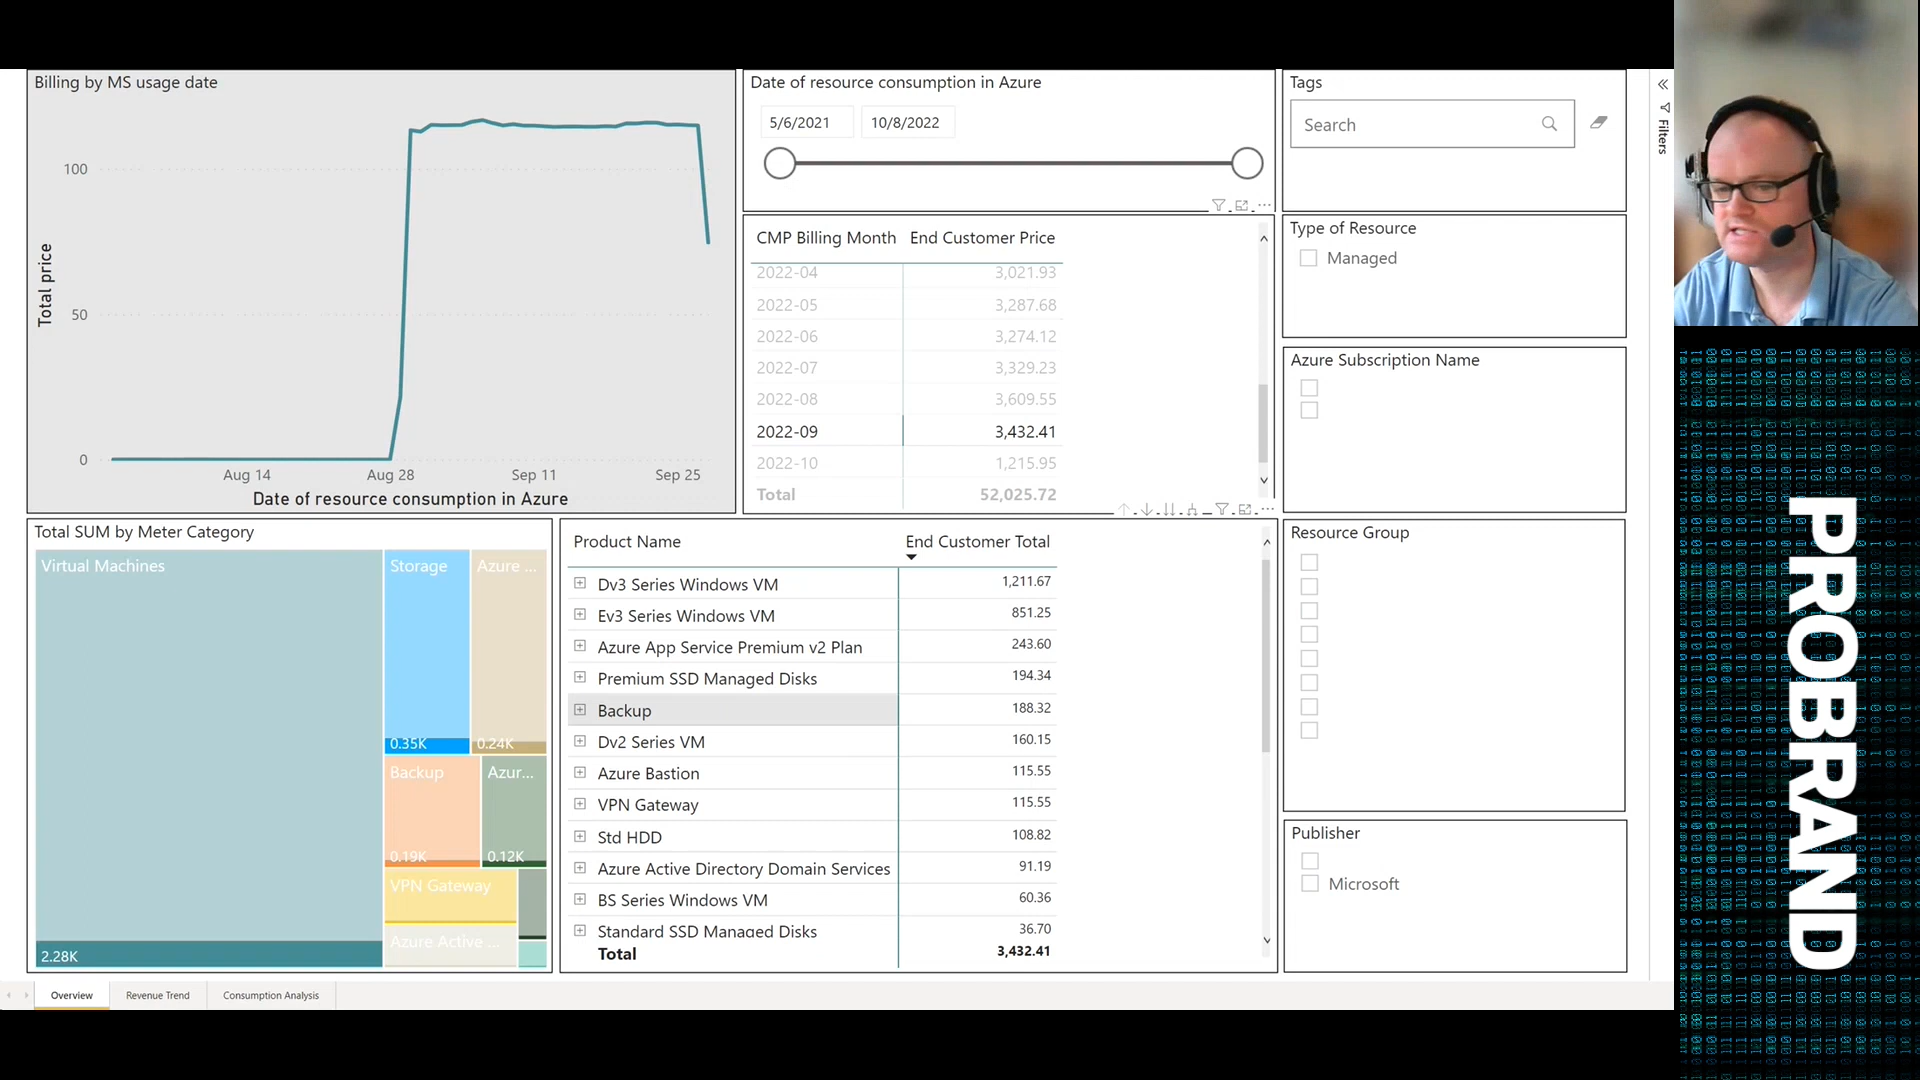 Billing by MS usage date
Total price
100
50
0
Aug 14
Aug 28
Sep 11
Sep 25
Date of resource consumption in Azure
Date of resource consumption in Azure
5/6/2021
10/8/2022
CMP Billing Month End Customer Price
2022-04 3,021.93
2022-05 3,287.68
2022-06 3,274.12
2022-07 3,329.23
2022-08 3,609.55
2022-09 3,432.41
2022-10 1,215.95
Total 52,025.72
Tags
Search
Type of Resource
Managed
Azure Subscription Name
Resource Group
Publisher
Microsoft
Filters
Total SUM by Meter Category
Virtual Machines
2.28K
Storage
0.35K
Azure ...
0.24K
Backup
0.19K
Azur...
0.12K
VPN Gateway
Azure Active ...
Product Name End Customer Total
Dv3 Series Windows VM 1,211.67
Ev3 Series Windows VM 851.25
Azure App Service Premium v2 Plan 243.60
Premium SSD Managed Disks 194.34
Backup 188.32
Dv2 Series VM 160.15
Azure Bastion 115.55
VPN Gateway 115.55
Std HDD 108.82
Azure Active Directory Domain Services 91.19
BS Series Windows VM 60.36
Standard SSD Managed Disks 36.70
Total 3,432.41
Overview
Revenue Trend
Consumption Analysis
PROBRAND